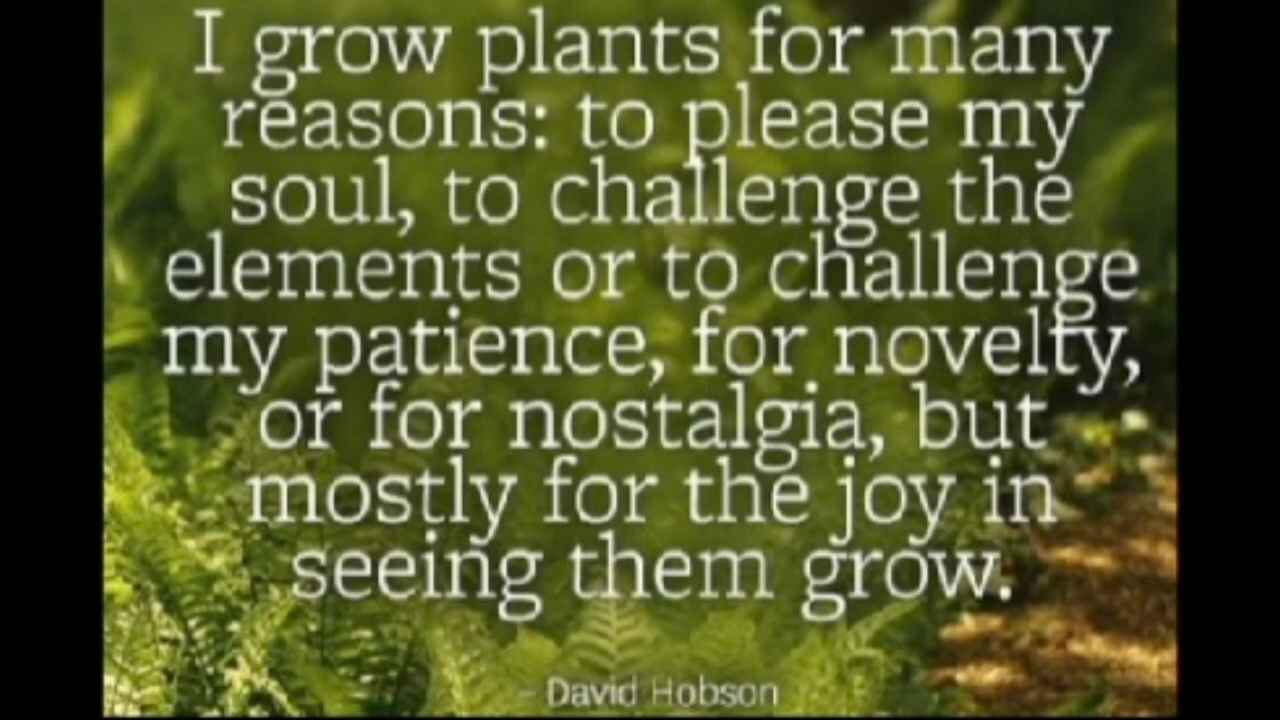 I grow plants for many
reasons: to please my
soul, to challenge the
elements or to challenge
my patience, for novelty,
or for nostalgia, but
mostly for the joy in
seeing them grow.
- David Hobson